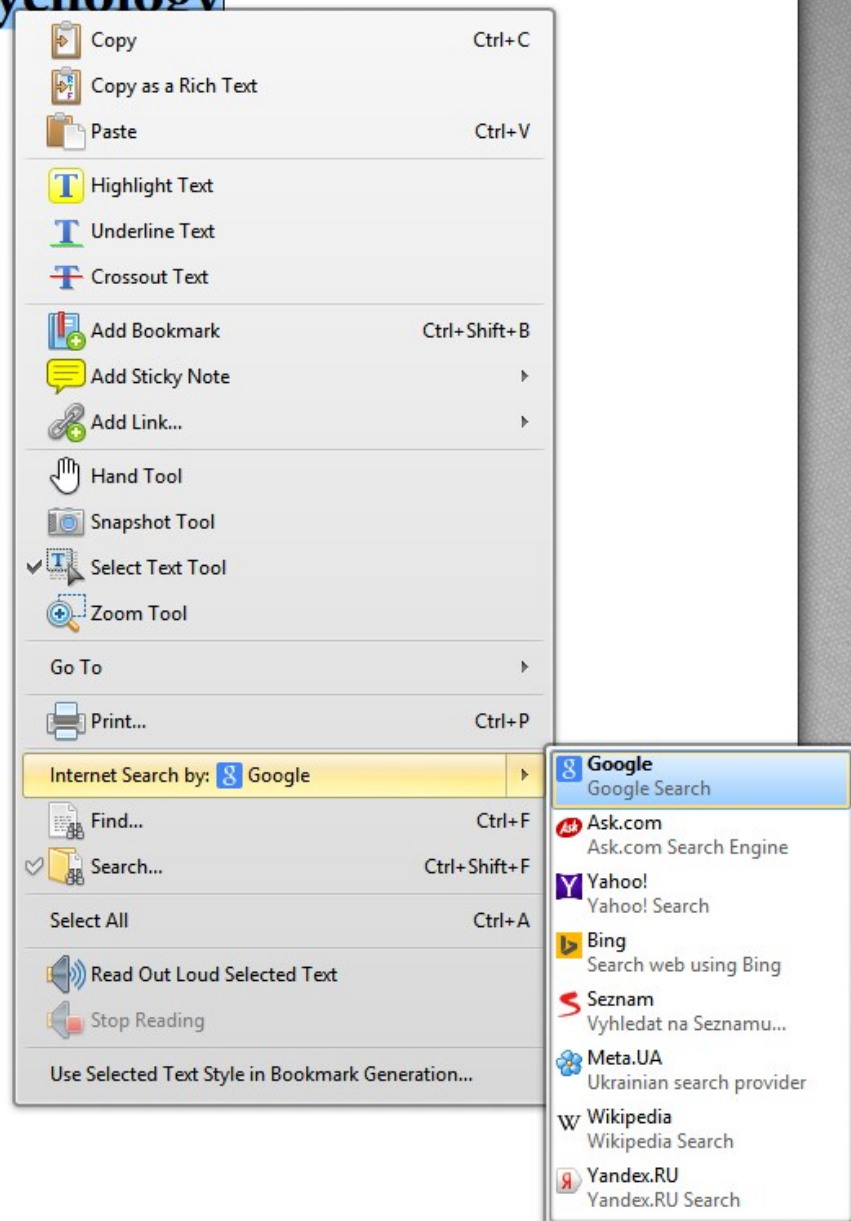 Copy Ctrl+C
Copy as a Rich Text
Paste Ctrl+V
Highlight Text
Underline Text
Crossout Text
Add Bookmark Ctrl+Shift+B
Add Sticky Note
Add Link...
Hand Tool
Snapshot Tool
Select Text Tool
Zoom Tool
Go To
Print... Ctrl+P
Internet Search by: Google
Find... Ctrl+F
Search... Ctrl+Shift+F
Select All Ctrl+A
Read Out Loud Selected Text
Stop Reading
Use Selected Text Style in Bookmark Generation...
Google
Google Search
Ask.com
Ask.com Search Engine
Yahoo!
Yahoo! Search
Bing
Search web using Bing
Seznam
Vyhledat na Seznamu...
Meta.UA
Ukrainian search provider
Wikipedia
Wikipedia Search
Yandex.RU
Yandex.RU Search